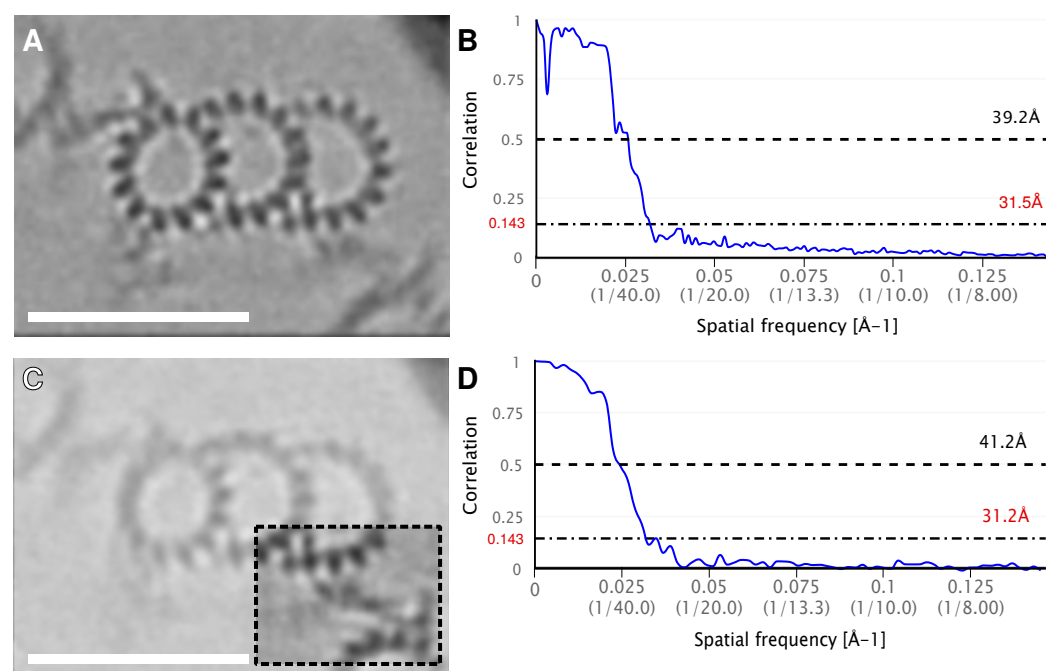 A
B
1
0.75
0.5
0.25
0.143
0
Correlation
39.2Å
31.5Å
0 0.025 0.05 0.075 0.1 0.125
(1/40.0) (1/20.0) (1/13.3) (1/10.0) (1/8.00)
Spatial frequency [Å-1]
C
D
1
0.75
0.5
0.25
0.143
0
Correlation
41.2Å
31.2Å
0 0.025 0.05 0.075 0.1 0.125
(1/40.0) (1/20.0) (1/13.3) (1/10.0) (1/8.00)
Spatial frequency [Å-1]